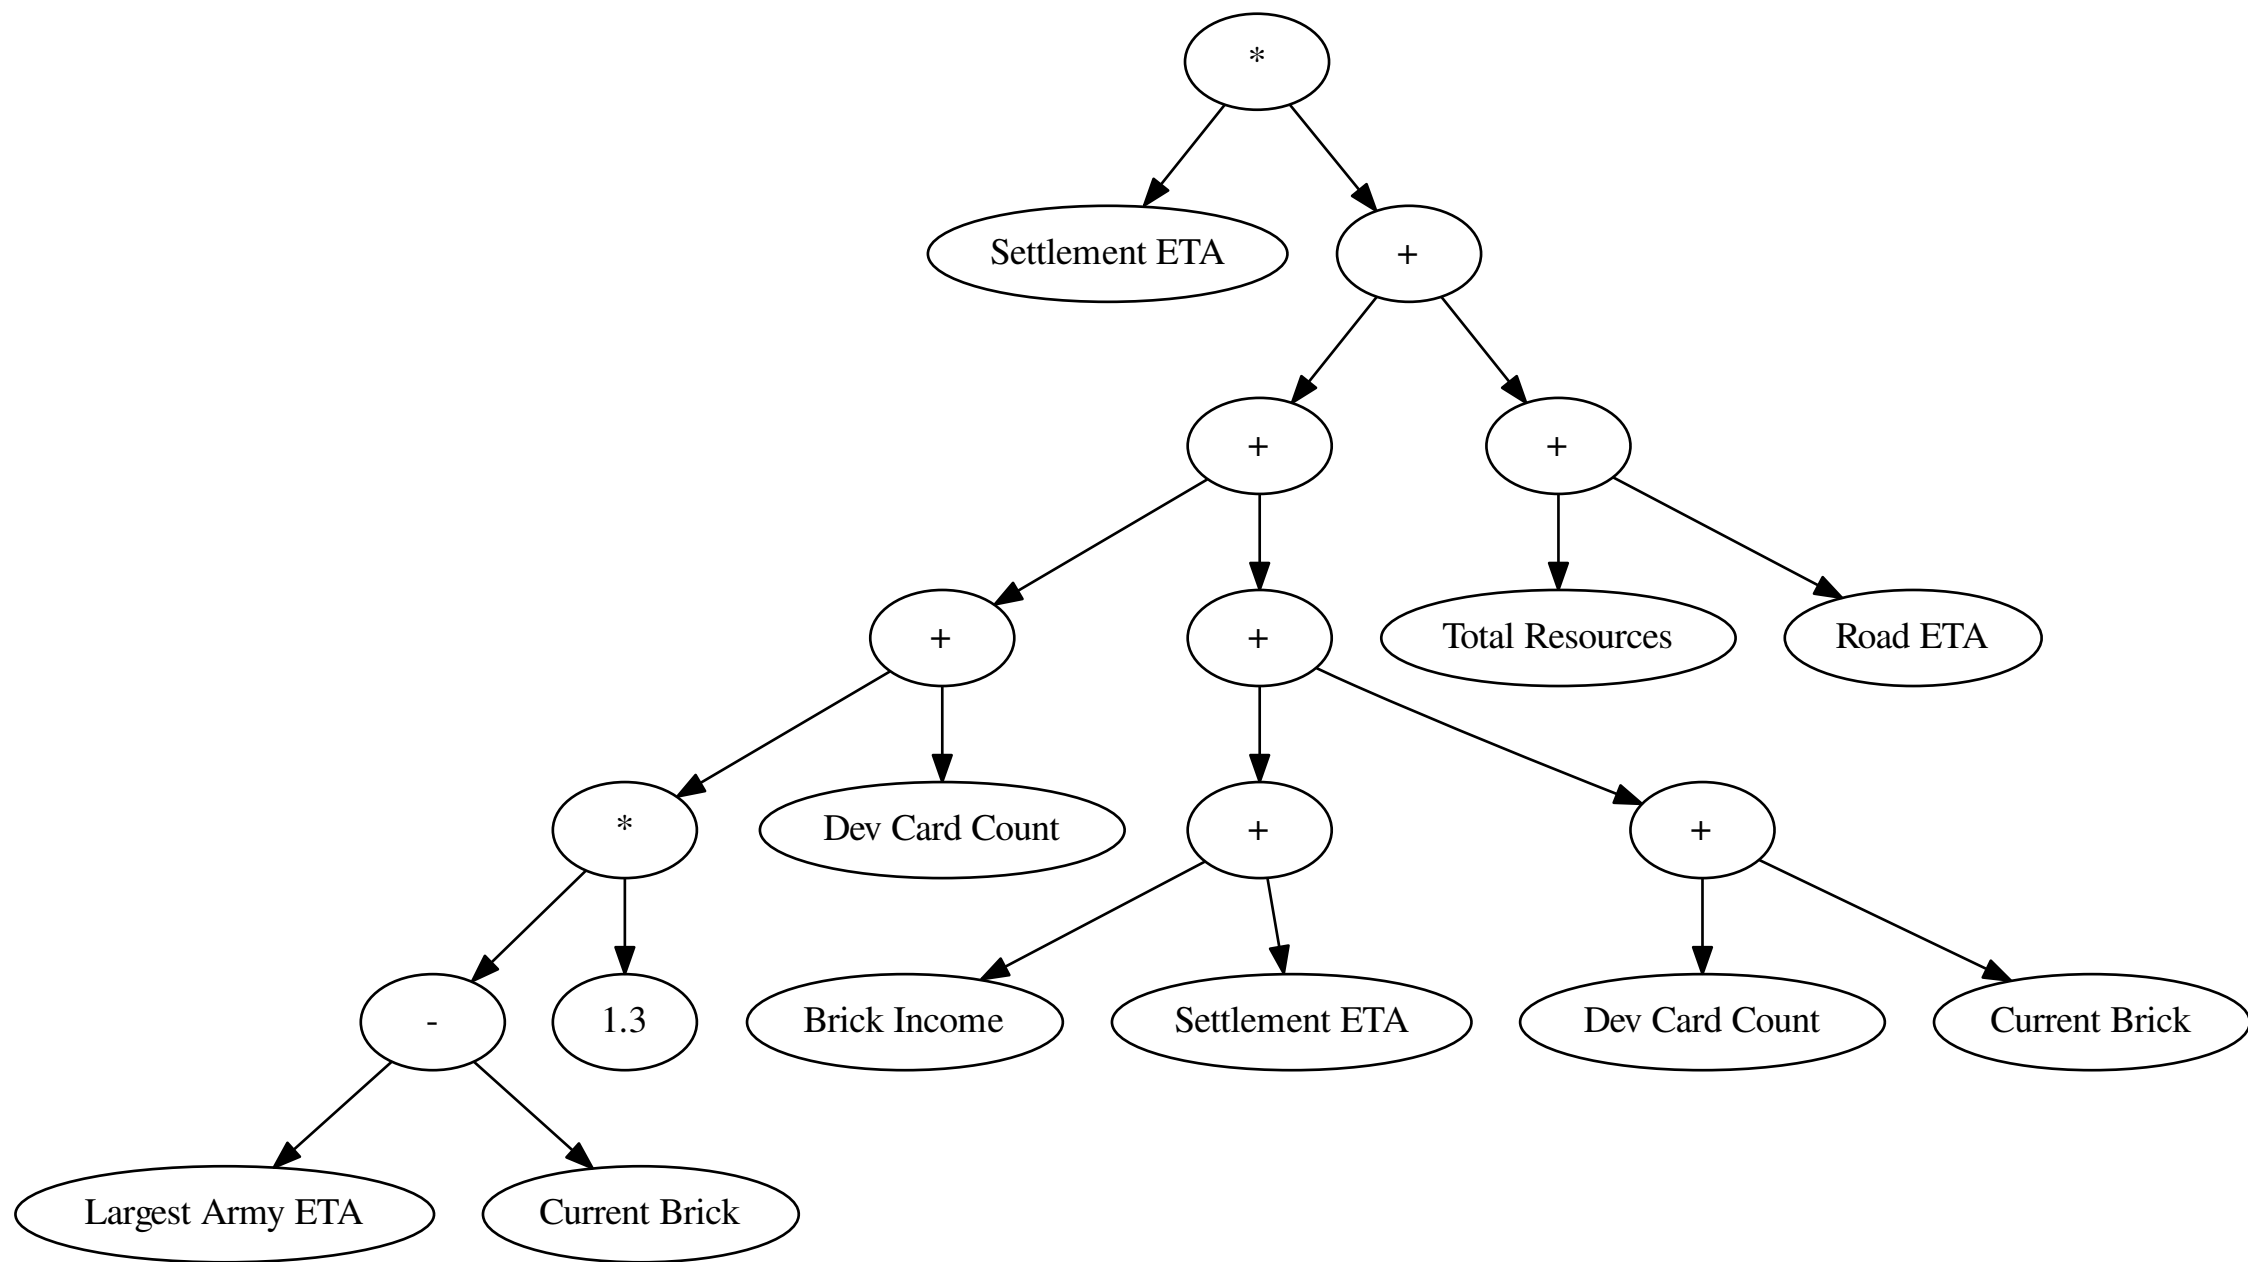 *
Settlement ETA
+
+
+
+
+
Total Resources
Road ETA
*
Dev Card Count
+
+
-
1.3
Brick Income
Settlement ETA
Dev Card Count
Current Brick
Largest Army ETA
Current Brick